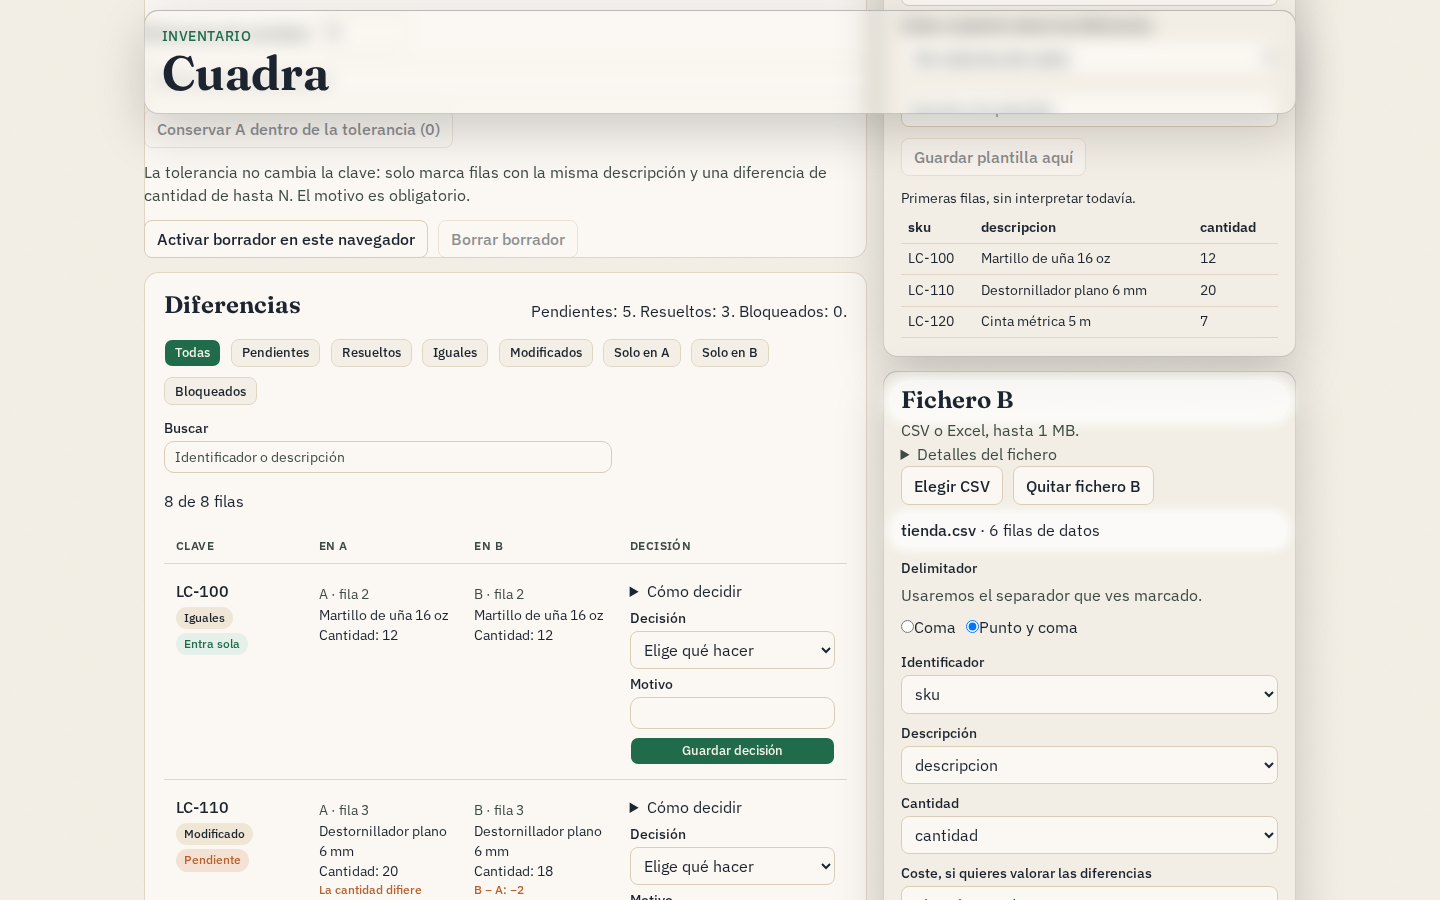 INVENTARIO
Cuadra
Conservar A dentro de la tolerancia (0)
La tolerancia no cambia la clave: solo marca filas con la misma descripción y una diferencia de
cantidad de hasta N. El motivo es obligatorio.
Activar borrador en este navegador
Borrar borrador
Diferencias
Pendientes: 5. Resueltos: 3. Bloqueados: 0.
Todas
Pendientes
Resueltos
Iguales
Modificados
Solo en A
Solo en B
Bloqueados
Buscar
Identificador o descripción
8 de 8 filas
CLAVE
EN A
EN B
DECISIÓN
LC-100
Iguales
Entra sola
A · fila 2
Martillo de uña 16 oz
Cantidad: 12
B · fila 2
Martillo de uña 16 oz
Cantidad: 12
Cómo decidir
Decisión
Elige qué hacer
Motivo
Guardar decisión
LC-110
Modificado
Pendiente
A · fila 3
Destornillador plano
6 mm
Cantidad: 20
La cantidad difiere
B · fila 3
Destornillador plano
6 mm
Cantidad: 18
B − A: −2
Cómo decidir
Decisión
Elige qué hacer
Motivo
Guardar plantilla aquí
Primeras filas, sin interpretar todavía.
sku descripcion cantidad
LC-100 Martillo de uña 16 oz 12
LC-110 Destornillador plano 6 mm 20
LC-120 Cinta métrica 5 m 7
Fichero B
CSV o Excel, hasta 1 MB.
Detalles del fichero
Elegir CSV
Quitar fichero B
tienda.csv · 6 filas de datos
Delimitador
Usaremos el separador que ves marcado.
Coma
Punto y coma
Identificador
sku
Descripción
descripcion
Cantidad
cantidad
Coste, si quieres valorar las diferencias